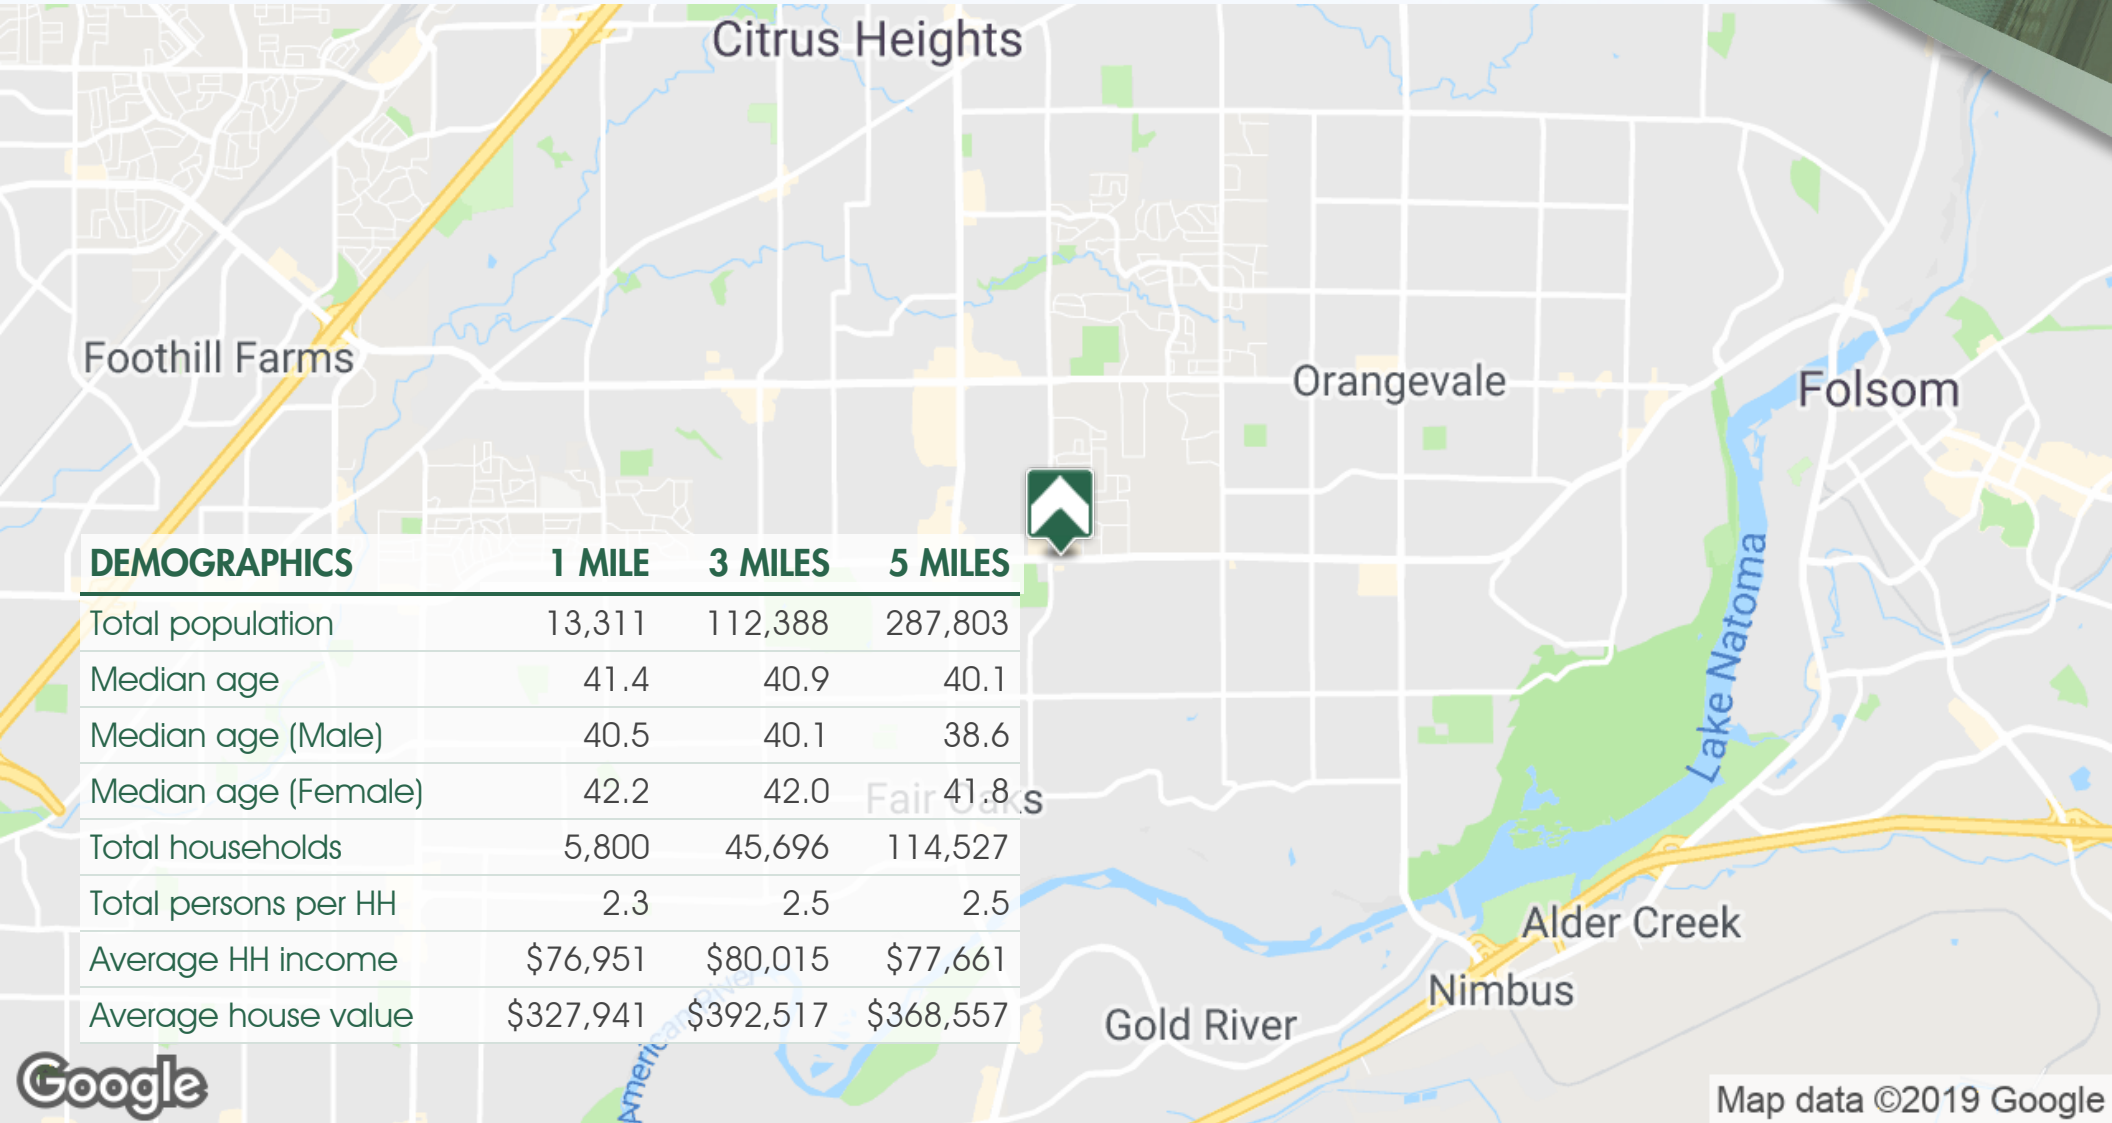 Citrus Heights
Foothill Farms
Orangevale
Folsom
DEMOGRAPHICS 1 MILE 3 MILES 5 MILES
Total population 13,311 112,388 287,803
Median age 41.4 40.9 40.1
Median age (Male) 40.5 40.1 38.6
Median age (Female) 42.2 42.0 41.8
Total households 5,800 45,696 114,527
Total persons per HH 2.3 2.5 2.5
Average HH income $76,951 $80,015 $77,661
Average house value $327,941 $392,517 $368,557
Fair Oaks
Lake Natoma
Alder Creek
Nimbus
Gold River
American River
Google
Map data ©2019 Google